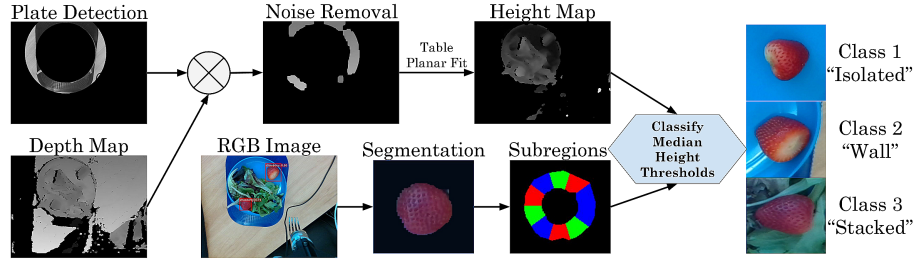 Plate Detection
Noise Removal
Height Map
Table
Planar Fit
Class 1
“Isolated”
Depth Map
RGB Image
Segmentation
Subregions
Classify
Median
Height
Thresholds
Class 2
“Wall”
Class 3
“Stacked”